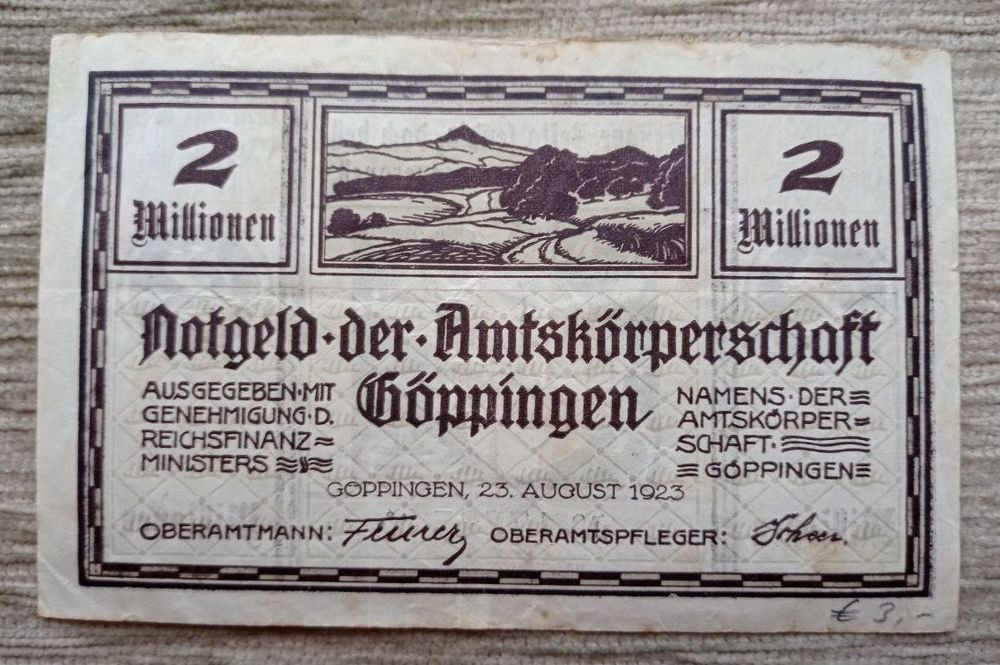 2
Millionen
2
Millionen
Notgeld·der·Amtskörperschaft
Göppingen
AUSGEGEBEN·MIT
GENEHMIGUNG·D.
REICHSFINANZ=
MINISTERS
NAMENS·DER
AMTSKÖRPER=
SCHAFT·
GÖPPINGEN
GÖPPINGEN, 23. AUGUST 1923
OBERAMTMANN: OBERAMTSPFLEGER:
€ 3,-